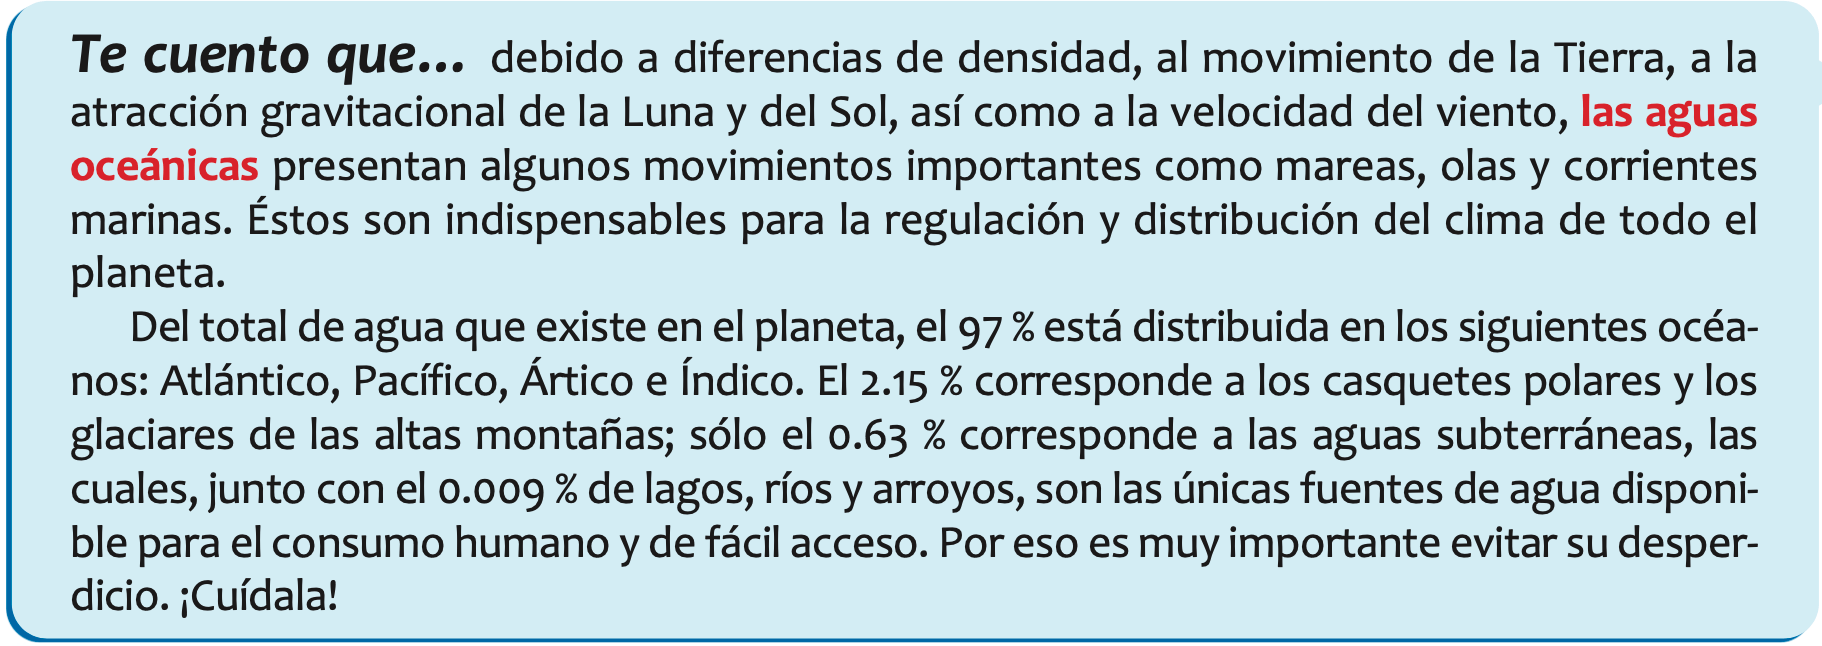 Te cuento que... debido a diferencias de densidad, al movimiento de la Tierra, a la
atracción gravitacional de la Luna y del Sol, así como a la velocidad del viento, las aguas
oceánicas presentan algunos movimientos importantes como mareas, olas y corrientes
marinas. Éstos son indispensables para la regulación y distribución del clima de todo el
planeta.
Del total de agua que existe en el planeta, el 97 % está distribuida en los siguientes océa-
nos: Atlántico, Pacífico, Ártico e Índico. El 2.15 % corresponde a los casquetes polares y los
glaciares de las altas montañas; sólo el 0.63 % corresponde a las aguas subterráneas, las
cuales, junto con el 0.009 % de lagos, ríos y arroyos, son las únicas fuentes de agua disponi-
ble para el consumo humano y de fácil acceso. Por eso es muy importante evitar su desper-
dicio. ¡Cuídala!